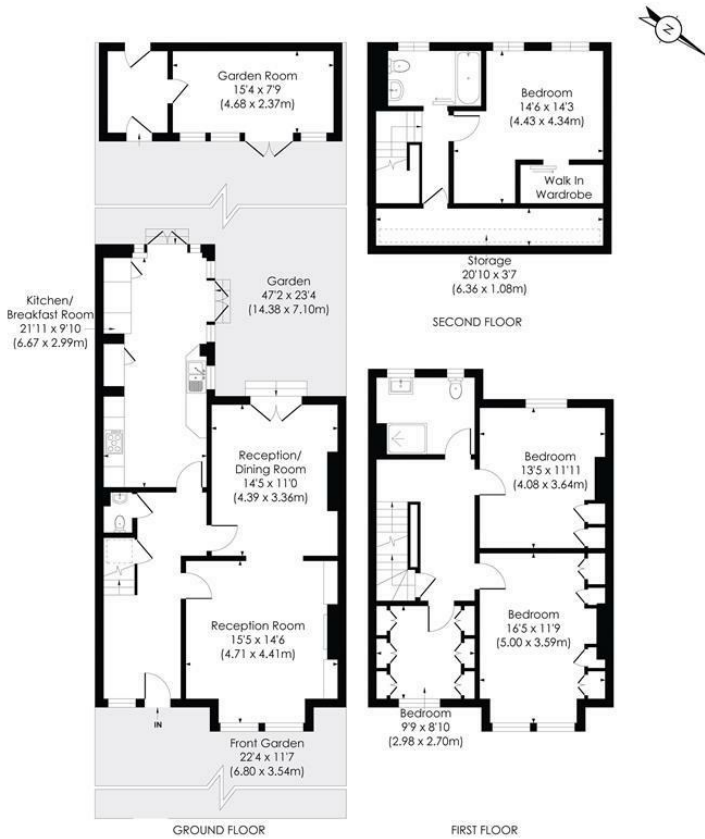 N
Garden Room
15'4 x 7'9
(4.68 x 2.37m)
Bedroom
14'6 x 14'3
(4.43 x 4.34m)
Walk In
Wardrobe
Storage
20'10 x 3'7
(6.36 x 1.08m)
SECOND FLOOR
Kitchen/
Breakfast Room
21'11 x 9'10
(6.67 x 2.99m)
Garden
47'2 x 23'4
(14.38 x 7.10m)
Reception/
Dining Room
14'5 x 11'0
(4.39 x 3.36m)
Reception Room
15'5 x 14'6
(4.71 x 4.41m)
IN
Front Garden
22'4 x 11'7
(6.80 x 3.54m)
GROUND FLOOR
Bedroom
13'5 x 11'11
(4.08 x 3.64m)
Bedroom
16'5 x 11'9
(5.00 x 3.59m)
Bedroom
9'9 x 8'10
(2.98 x 2.70m)
FIRST FLOOR